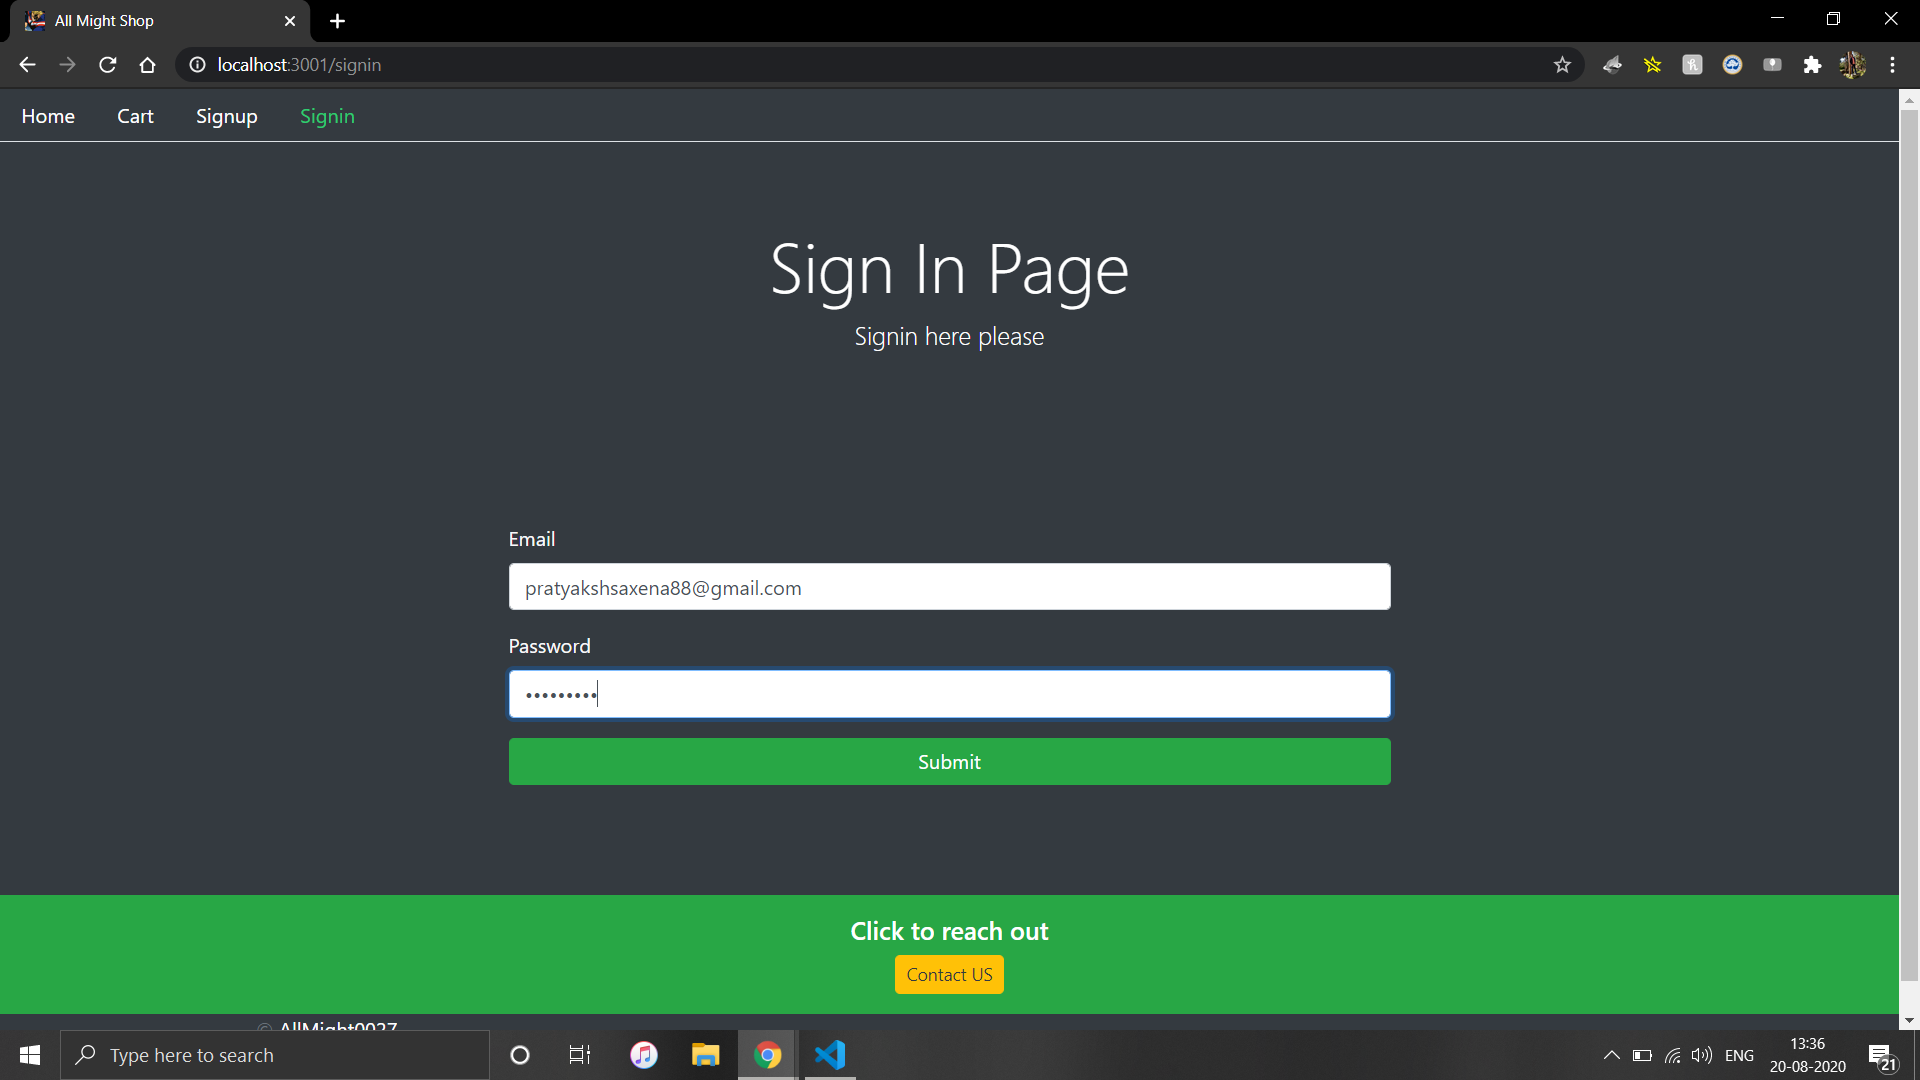 All Might Shop
localhost:3001/signin
Home Cart Signup Signin
Sign In Page
Signin here please
Email
pratyakshsaxena88@gmail.com
Password
•••••••••
Submit
Click to reach out
Contact US
© AllMight0027
Type here to search
ENG
13:36
20-08-2020
21